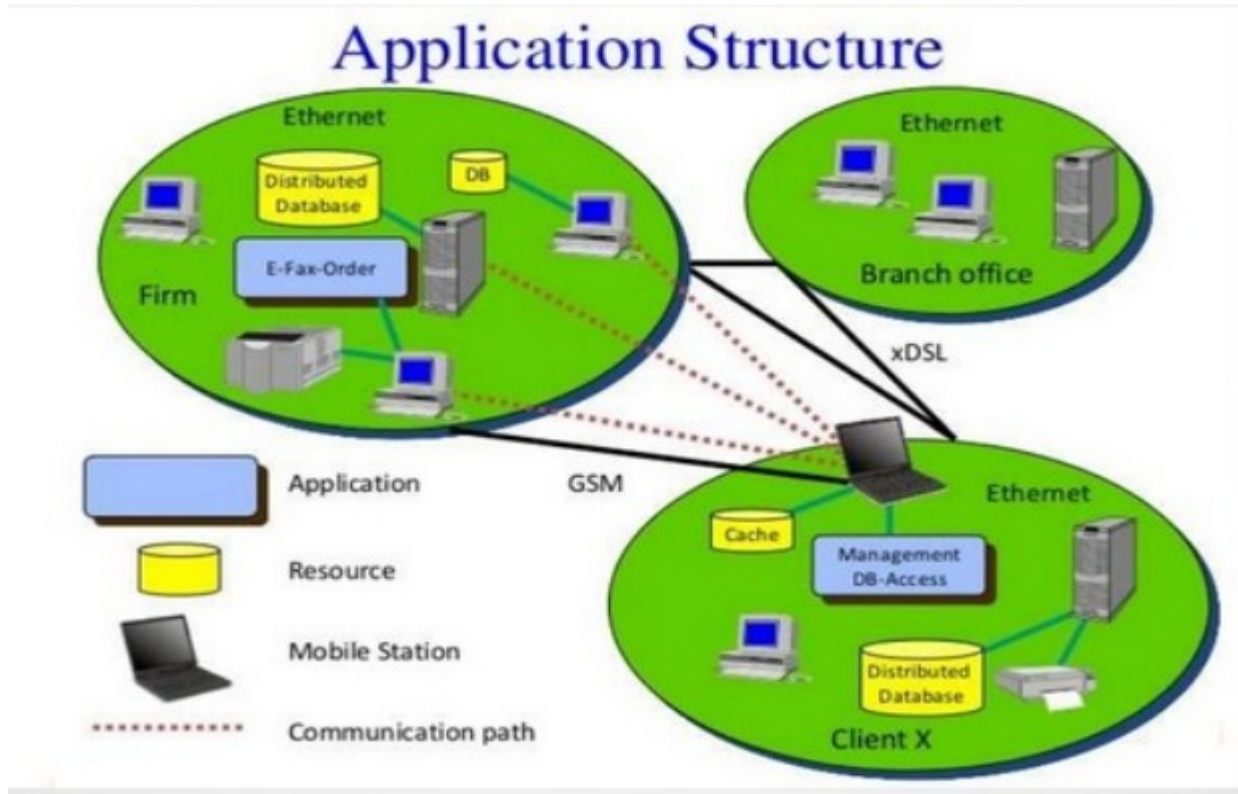 Application Structure
Ethernet
Ethernet
Distributed
Database
DB
E-Fax-Order
Firm
Branch office
xDSL
Application
GSM
Ethernet
Cache
Management
DB-Access
Resource
Mobile Station
Distributed
Database
Communication path
Client X